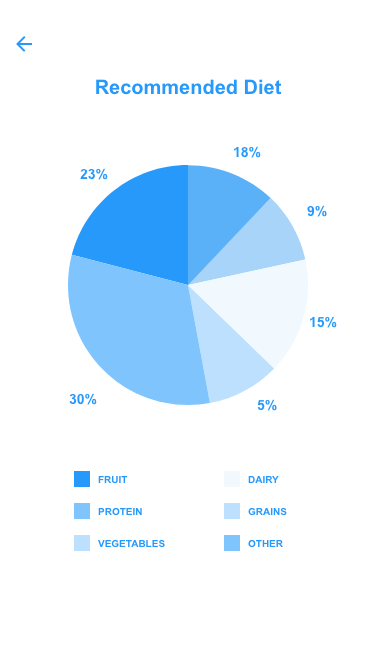 Recommended Diet
18%
23%
9%
15%
30%
5%
FRUIT
DAIRY
PROTEIN
GRAINS
VEGETABLES
OTHER